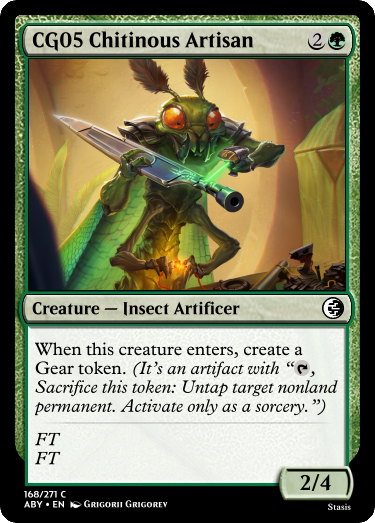 CG05 Chitinous Artisan 2
Creature — Insect Artificer
When this creature enters, create a
Gear token. (It's an artifact with “,
Sacrifice this token: Untap target nonland
permanent. Activate only as a sorcery.”)
FT
FT
2/4
168/271 C
ABY • EN Grigorii Grigorev
Stasis